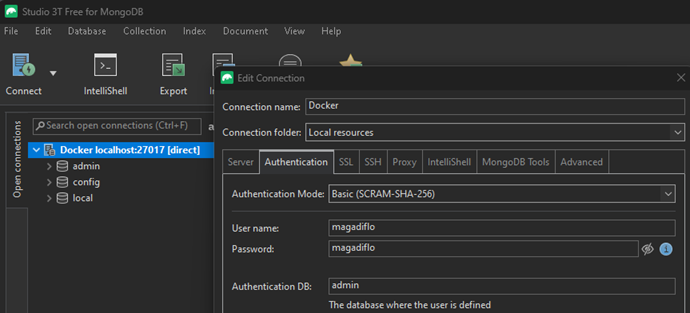 Studio 3T Free for MongoDB
File Edit Database Collection Index Document
Connect IntelliShell Export
Edit Connection
Connection name: Docker
Connection folder: Local resources
Open connections
Search open connections (Ctrl+F)
Docker localhost:27017 [direct]
admin
config
local
Server Authentication SSL SSH Proxy IntelliShell MongoDB Tools Advanced
Authentication Mode: Basic (SCRAM-SHA-256)
User name: magadiflo
Password: magadiflo
Authentication DB: admin
The database where the user is defined